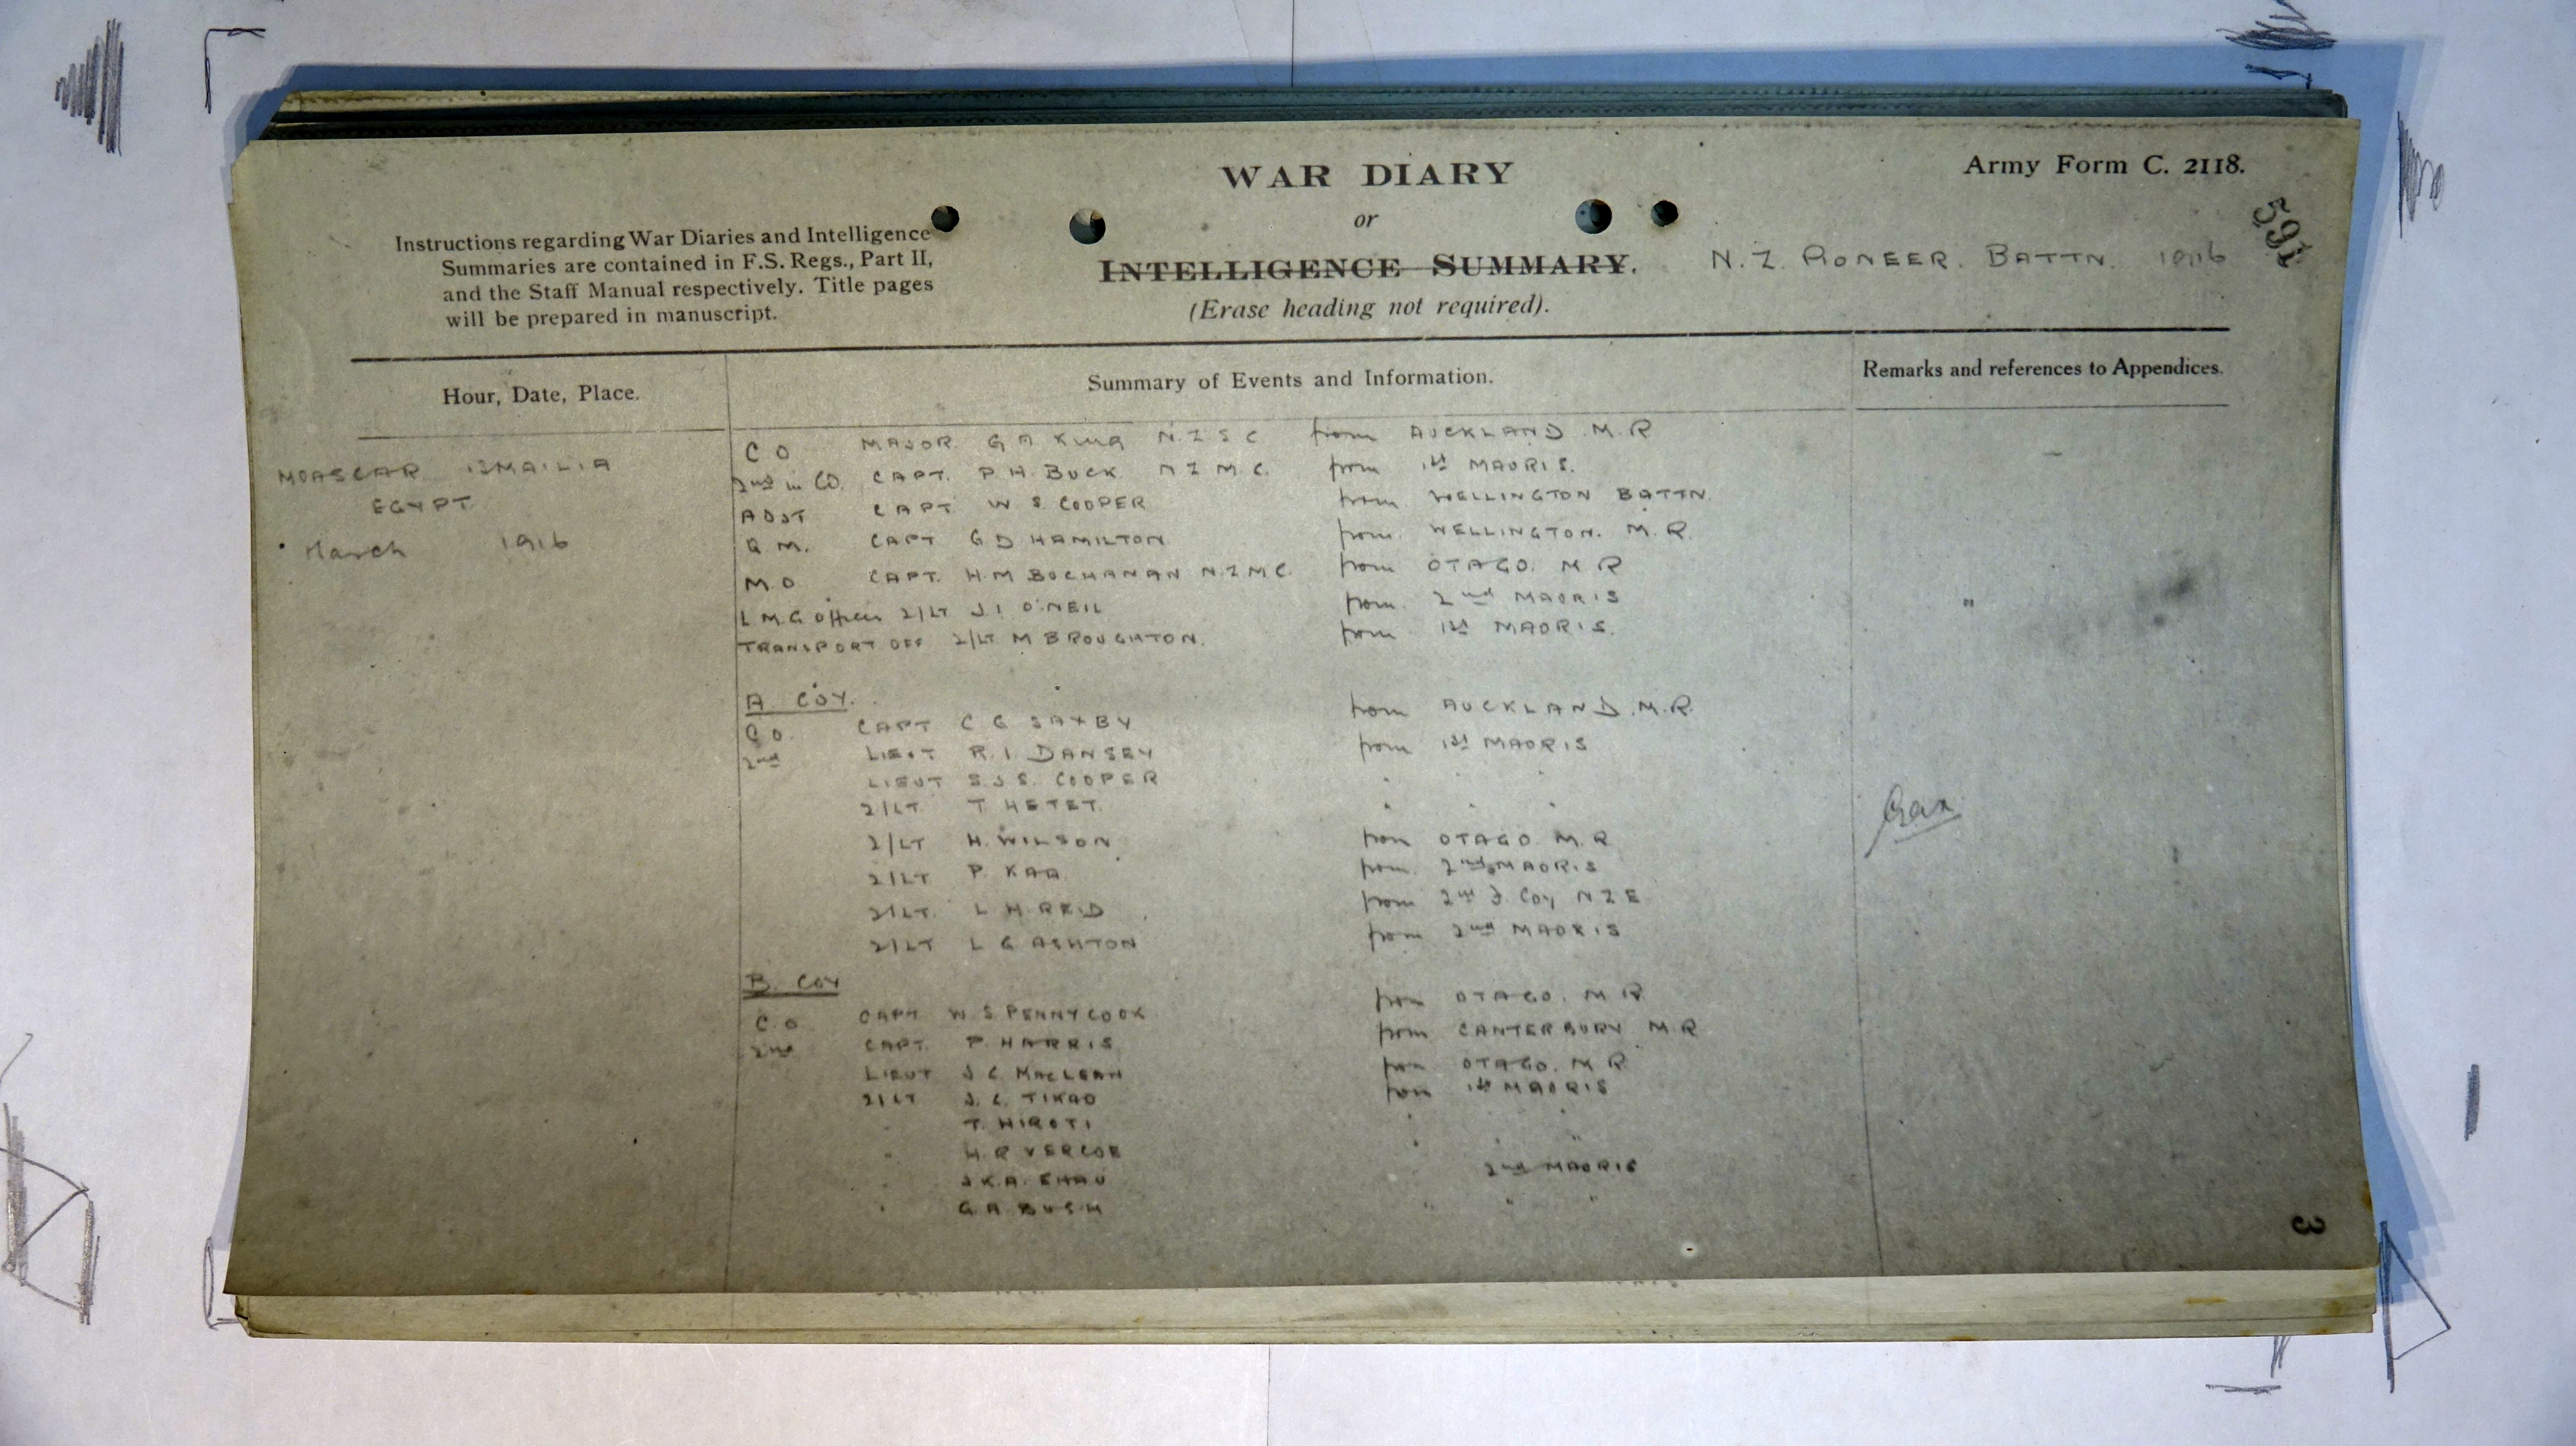 WAR DIARY
or
INTELLIGENCE SUMMARY.
(Erase heading not required).
Army Form C. 2118.
591
Instructions regarding War Diaries and Intelligence
Summaries are contained in F.S. Regs., Part II,
and the Staff Manual respectively. Title pages
will be prepared in manuscript.
N.Z. PIONEER. BATTN. 1916
Hour, Date, Place.
Summary of Events and Information.
Remarks and references to Appendices.
MOASCAR ISMAILIA
EGYPT
March 1916
C O MAJOR G A KING N.Z S C from AUCKLAND M.R
2nd in CO. CAPT. P.H. BUCK N Z M C. from 1st MAORIS.
ADJT CAPT. W S COOPER from WELLINGTON BATTN.
Q M. CAPT G D HAMILTON from WELLINGTON. M.R.
M.O CAPT. H.M BUCHANAN N.Z M C. from OTAGO. M R
L M.G Officer 2/LT J.I O'NEIL from 2nd MAORIS
TRANSPORT OFF 2/LT M BROUGHTON. from 1st MAORIS.
A COY.
C O. CAPT C G SAXBY from AUCKLAND. M.R.
2nd LIEUT R.I. DANSEY from 1st MAORIS
LIEUT S.J S. COOPER " "
2/LT T HETET. " " "
2/LT H. WILSON from OTAGO M.R
2/LT P. KAA from 2nd MAORIS
2/LT. L H. REID from 2nd F. Coy N Z E
2/LT L G ASHTON from 2nd MAORIS
B. COY
C.O CAPT W S PENNYCOOK from OTAGO. M R
2nd CAPT. P. HARRIS from CANTERBURY M R
LIEUT J C MACLEAN from OTAGO. M R
2/LT J. C. TIKAO from 1st MAORIS
" T. HIROTI " "
" H R VERCOE " " "
" J K.A. EHAU 2nd MAORIS
" G A BUSH " " "
3